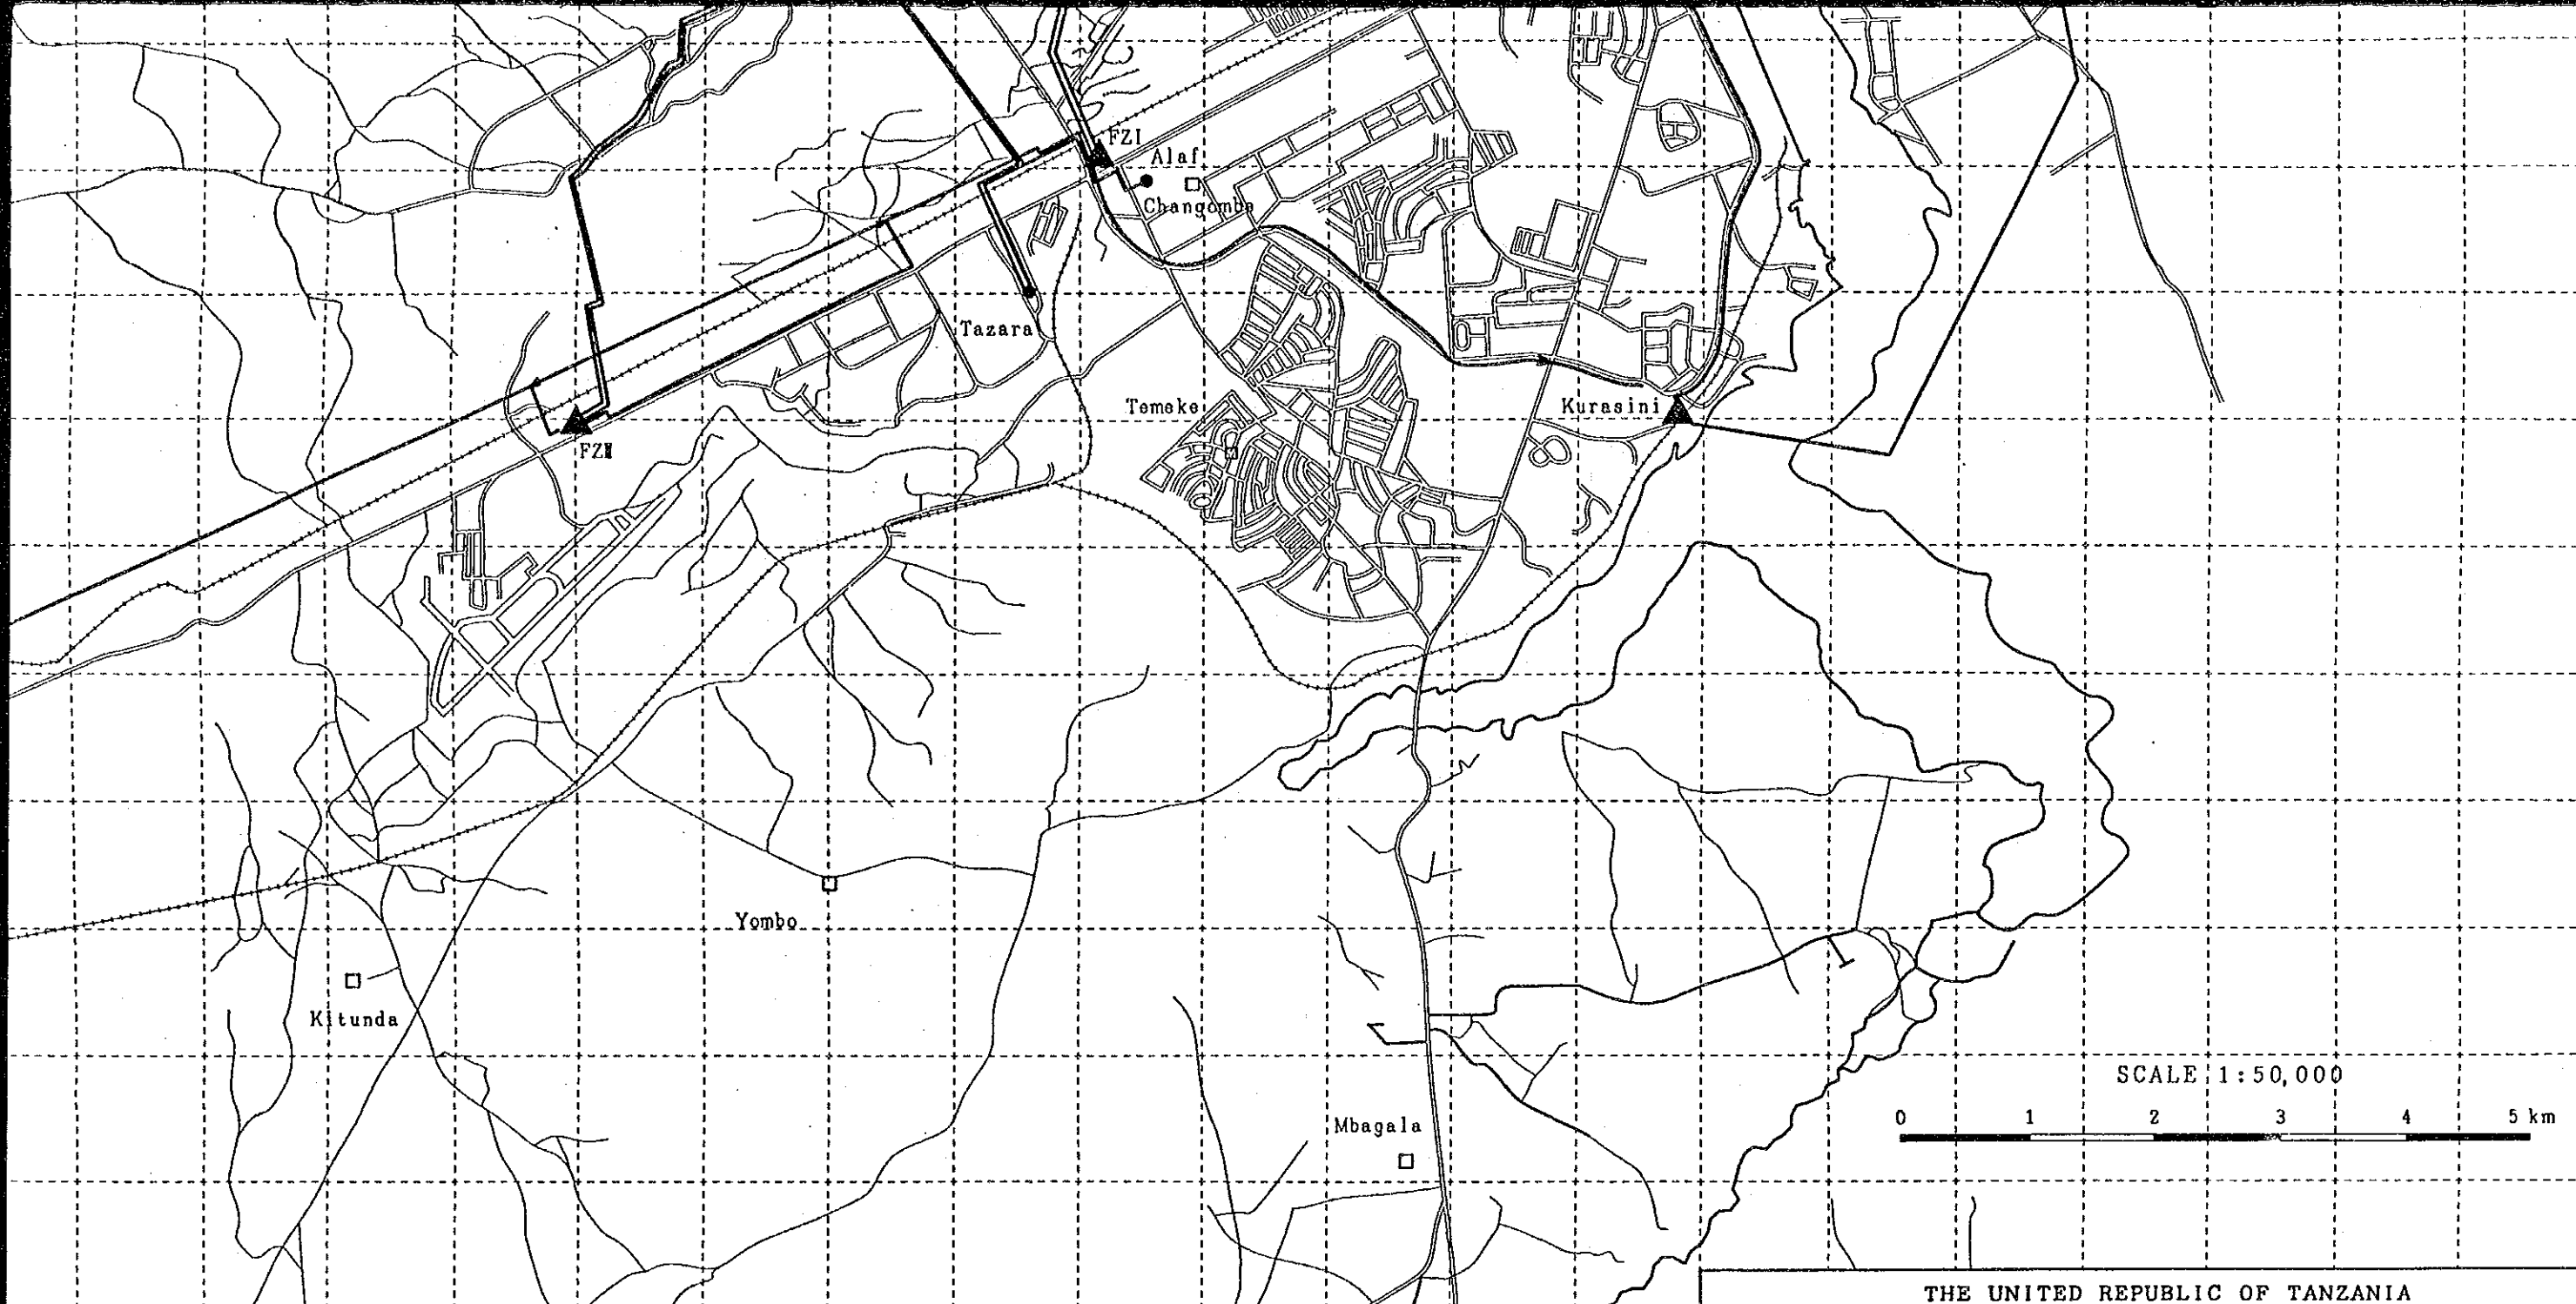 FZI
Alaf
Changombe
Tazara
Temeke
Kurasini
FZⅢ
Yombo
Kitunda
SCALE 1:50,000
0 1 2 3 4 5 km
Mbagala
THE UNITED REPUBLIC OF TANZANIA